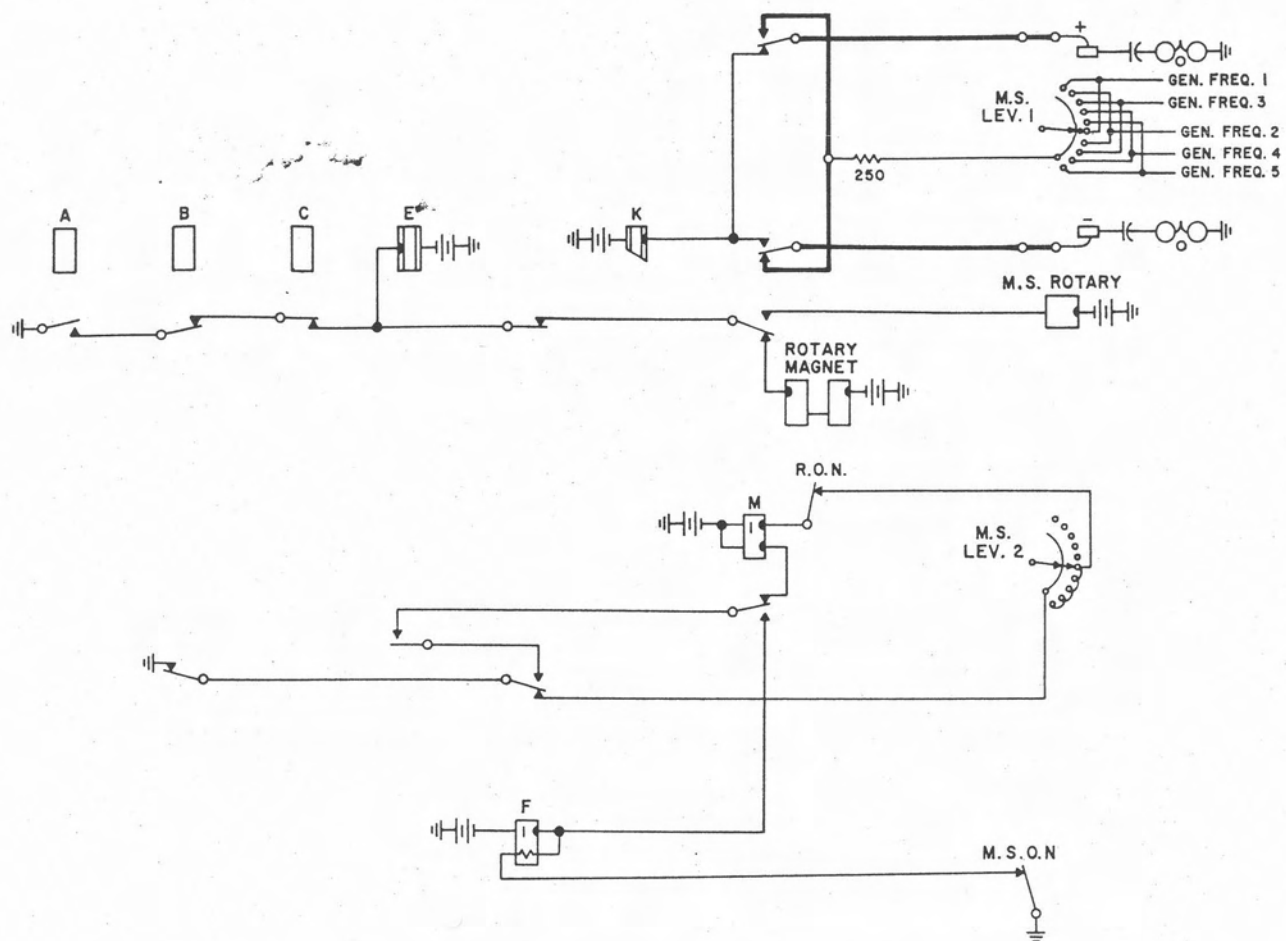 +
GEN. FREQ. 1
M.S.
LEV. 1
GEN. FREQ. 3
GEN. FREQ. 2
GEN. FREQ. 4
250
GEN. FREQ. 5
A
B
C
E
K
-
M.S. ROTARY
ROTARY
MAGNET
R.O.N.
M
M.S.
LEV. 2
F
M.S.O.N